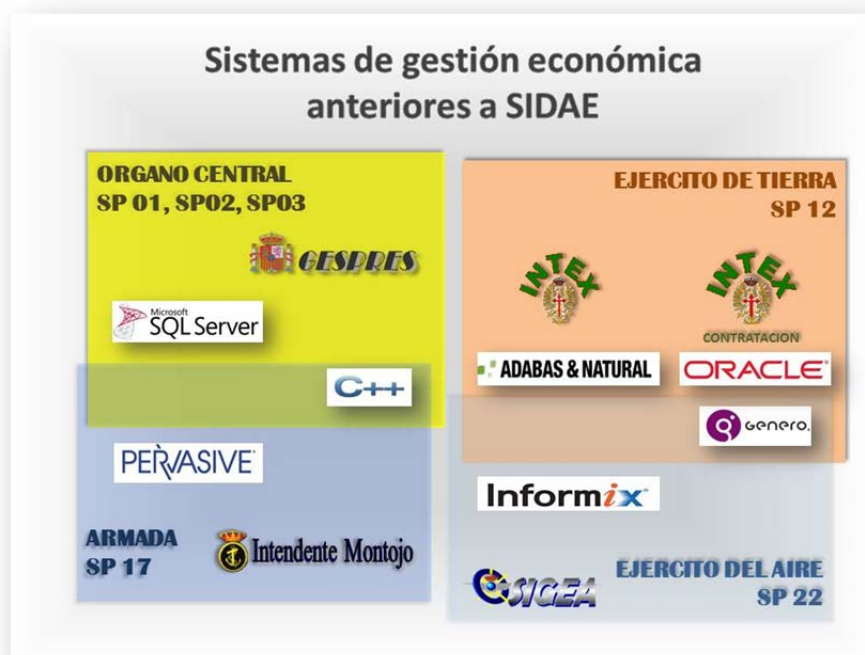 Sistemas de gestión económica
anteriores a SIDAE
ORGANO CENTRAL
SP 01, SP02, SP03
GESPRES
Microsoft
SQL Server
C++
EJERCITO DE TIERRA
SP 12
INTEX
INTEX
CONTRATACION
ADABAS & NATURAL
ORACLE
Genero.
PERVASIVE
ARMADA
SP 17
Intendente Montojo
Informix
SIGEA
EJERCITO DEL AIRE
SP 22